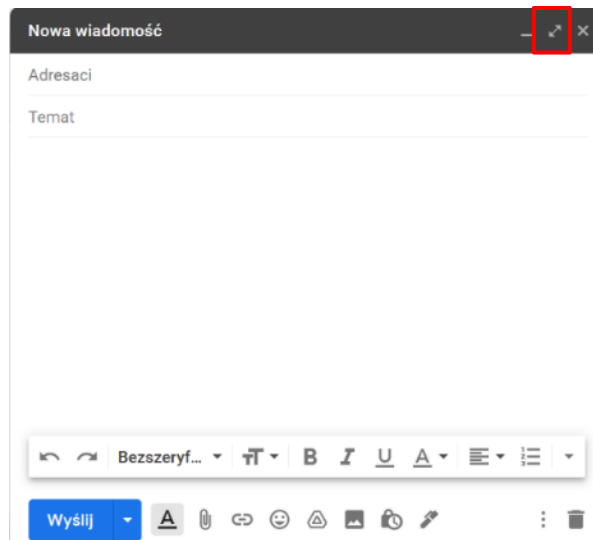 Nowa wiadomość
Adresaci
Temat
Bezszeryf...
Wyślij